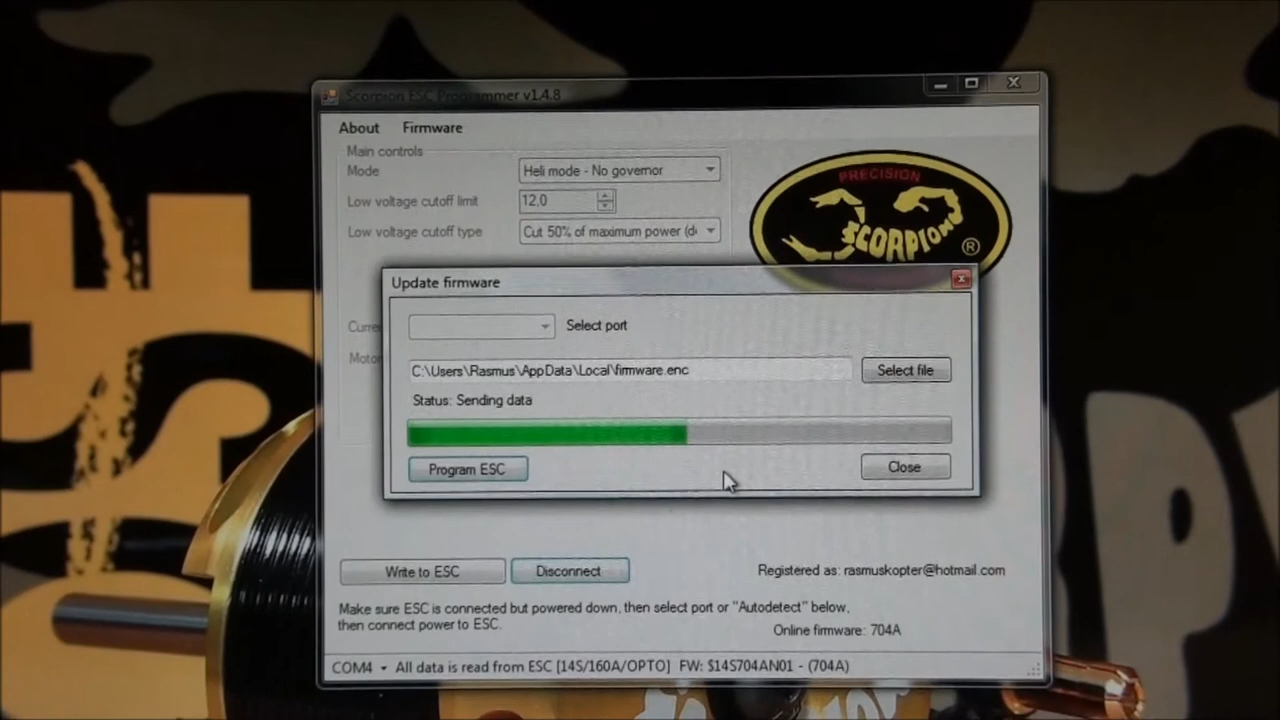 Scorpion ESC Programmer v1.4.8
About Firmware
Main controls
Mode Heli mode - No governor
Low voltage cutoff limit 12,0
Low voltage cutoff type Cut 50% of maximum power (d
PRECISION
SCORPION ®
Update firmware
Select port
C:\Users\Rasmus\AppData\Local\firmware.enc Select file
Status: Sending data
Program ESC Close
Write to ESC Disconnect
Registered as: rasmuskopter@hotmail.com
Make sure ESC is connected but powered down, then select port or "Autodetect" below,
then connect power to ESC.
Online firmware: 704A
COM4 All data is read from ESC [14S/160A/OPTO] FW: S14S704AN01 - (704A)